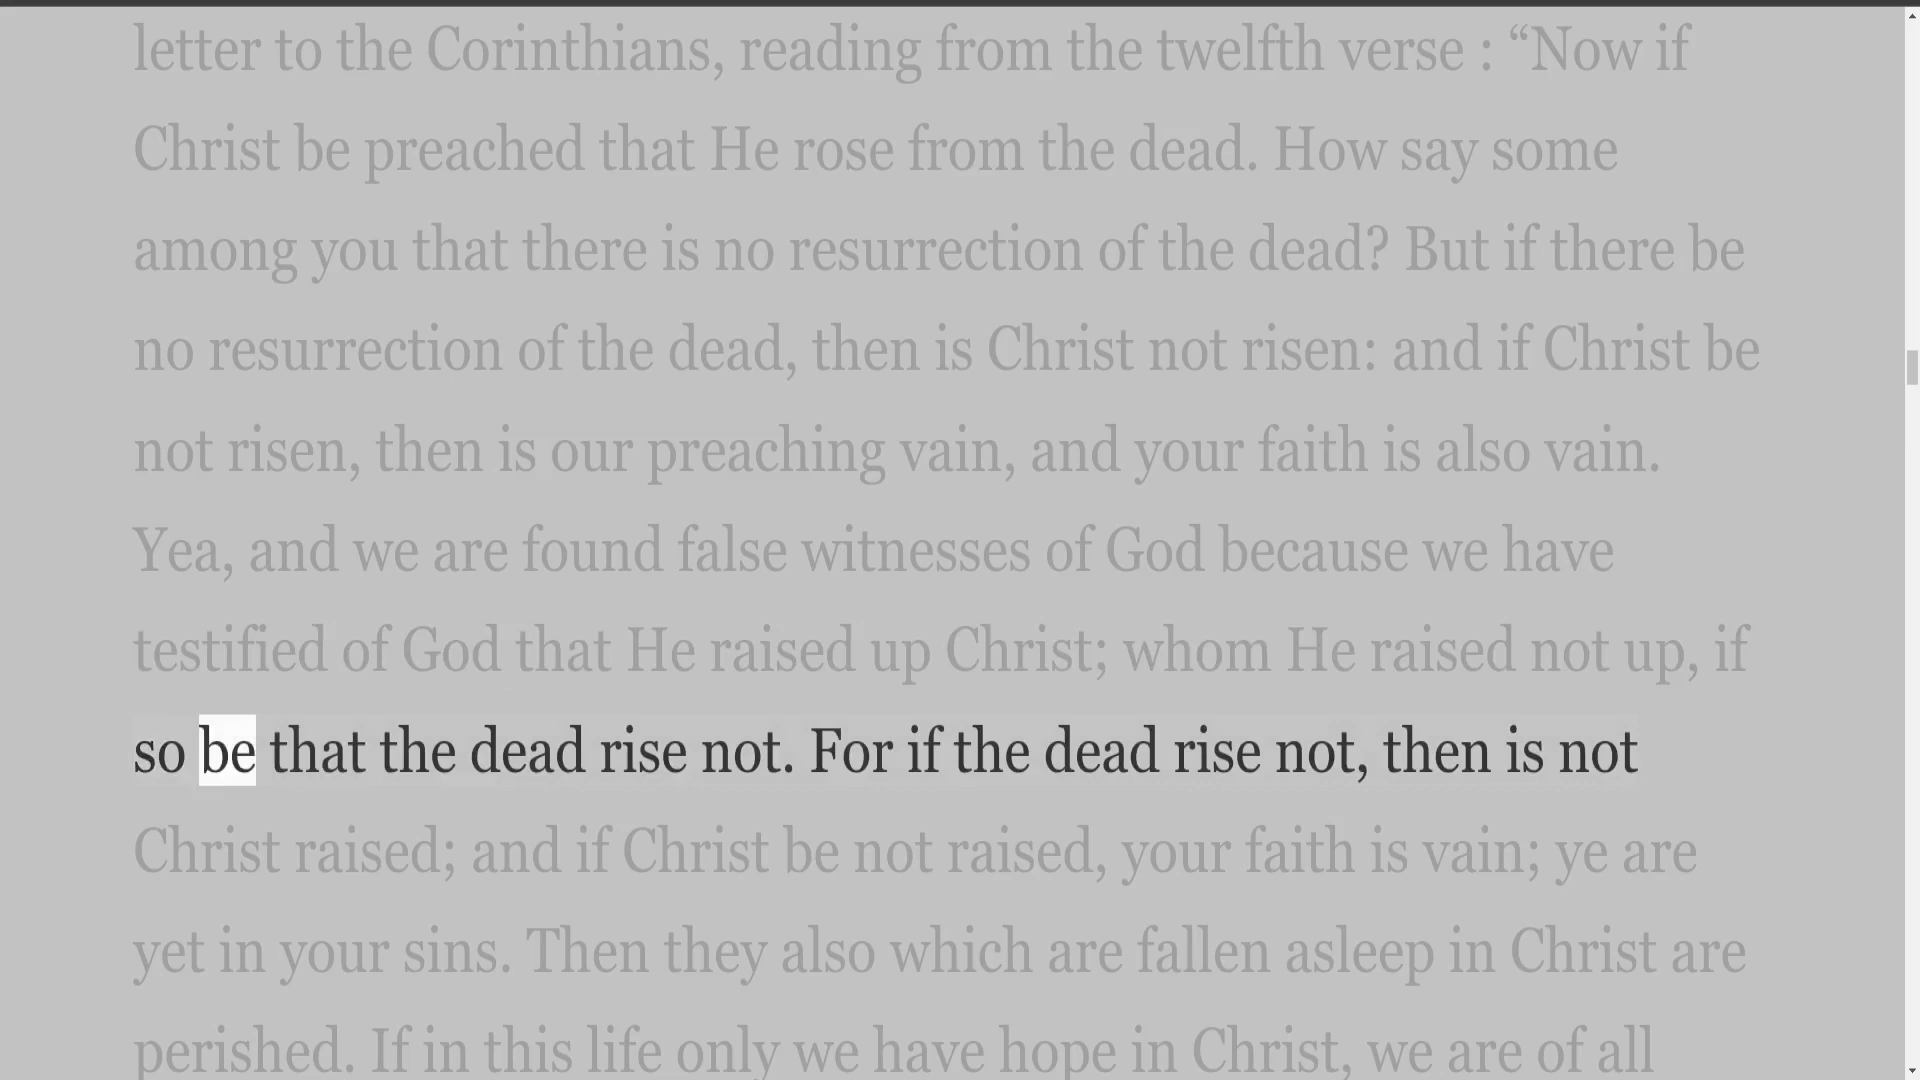 letter to the Corinthians, reading from the twelfth verse : “Now if
Christ be preached that He rose from the dead. How say some
among you that there is no resurrection of the dead? But if there be
no resurrection of the dead, then is Christ not risen: and if Christ be
not risen, then is our preaching vain, and your faith is also vain.
Yea, and we are found false witnesses of God because we have
testified of God that He raised up Christ; whom He raised not up, if
so be that the dead rise not. For if the dead rise not, then is not
Christ raised; and if Christ be not raised, your faith is vain; ye are
yet in your sins. Then they also which are fallen asleep in Christ are
perished. If in this life only we have hope in Christ, we are of all